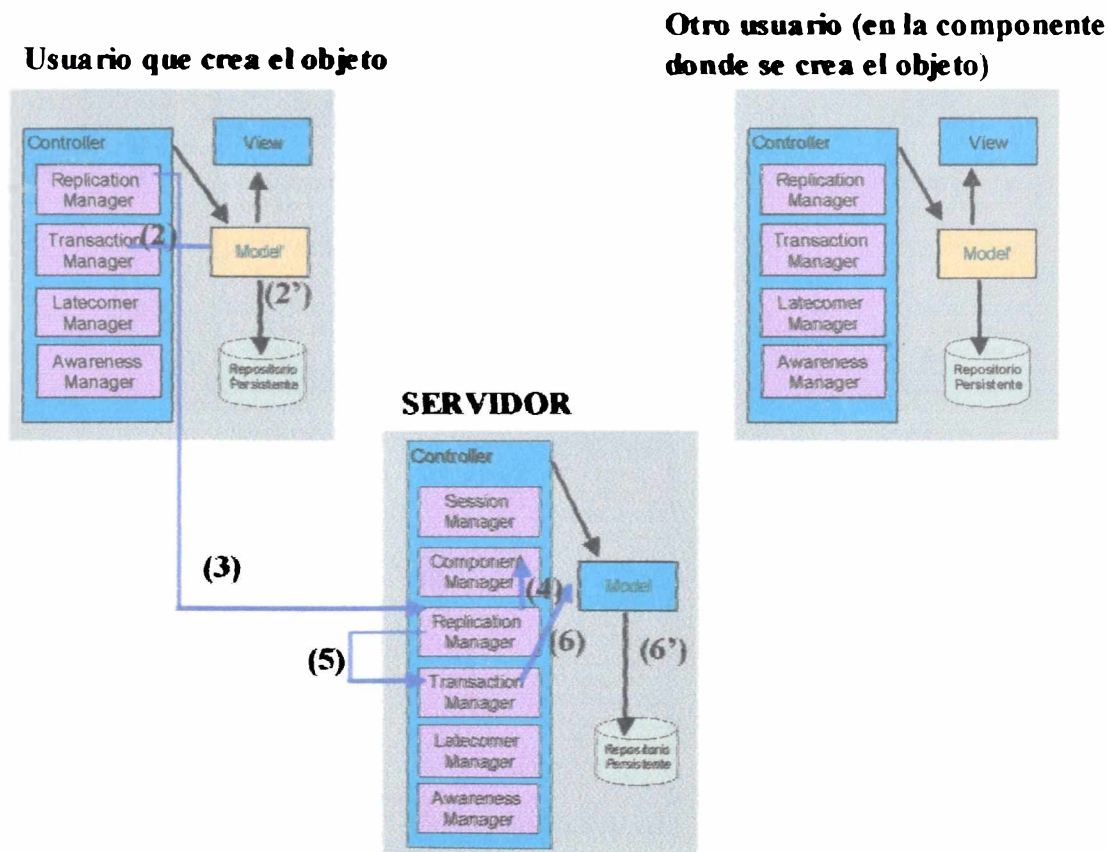 Usuario que crea el objeto
Otro usuario (en la componente
donde se crea el objeto)
Controller
Replication
Manager
Transaction
Manager
Latecomer
Manager
Awareness
Manager
View
Model'
Repositorio
Persistente
(2)
(2’)
Controller
Replication
Manager
Transaction
Manager
Latecomer
Manager
Awareness
Manager
View
Model'
Repositorio
Persistente
SERVIDOR
Controller
Session
Manager
Component
Manager
Replication
Manager
Transaction
Manager
Latecomer
Manager
Awareness
Manager
Model
Repositorio
Persistente
(3)
(4)
(5)
(6)
(6’)